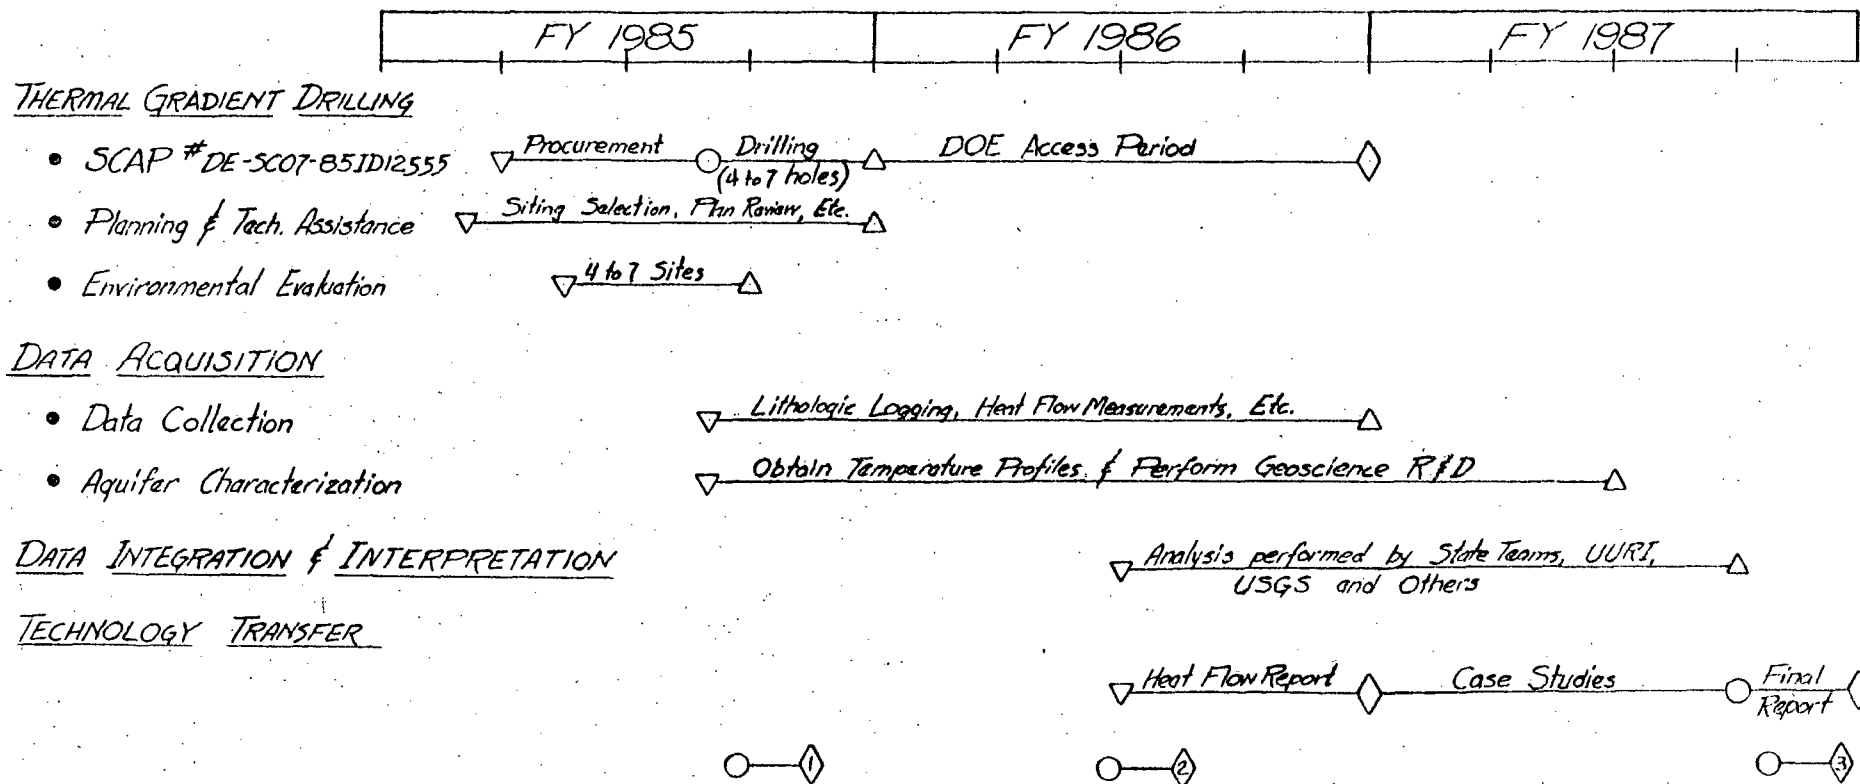 FY 1985 FY 1986 FY 1987
THERMAL GRADIENT DRILLING
• SCAP # DE-SC07-85ID12555 Procurement Drilling (4 to 7 holes) DOE Access Period
• Planning & Tech. Assistance Siting Selection, Plan Review, Etc.
• Environmental Evaluation 4 to 7 Sites
DATA ACQUISITION
• Data Collection Lithologic Logging, Heat Flow Measurements, Etc.
• Aquifer Characterization Obtain Temperature Profiles & Perform Geoscience R&D
DATA INTEGRATION & INTERPRETATION Analysis performed by State Teams, UURI,
USGS and Others
TECHNOLOGY TRANSFER
Heat Flow Report Case Studies Final
Report
1 2 3